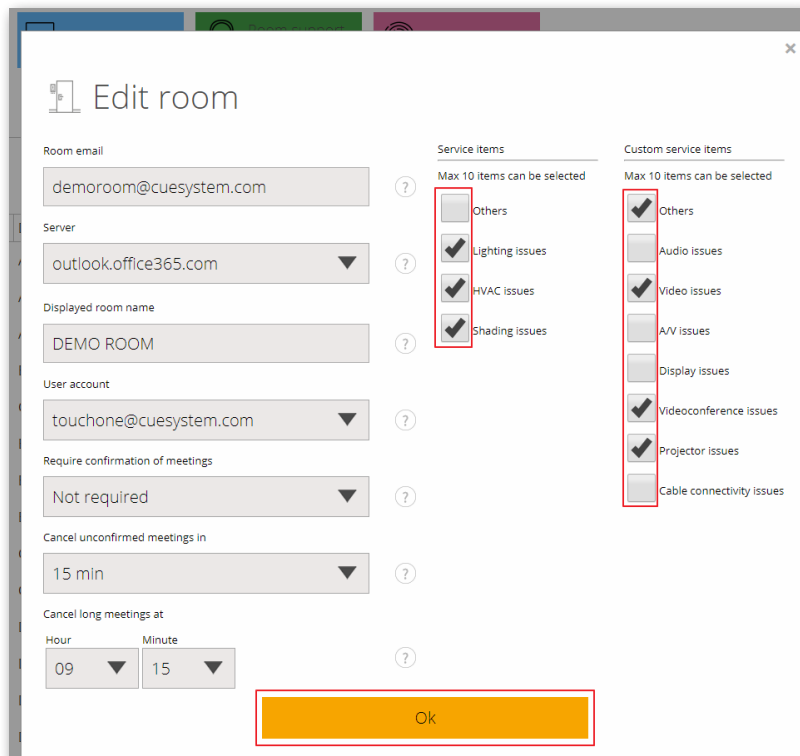 Room support
×
Edit room
Room email
demoroom@cuesystem.com
?
Server
outlook.office365.com
?
Displayed room name
DEMO ROOM
?
User account
touchone@cuesystem.com
?
Require confirmation of meetings
Not required
?
Cancel unconfirmed meetings in
15 min
?
Cancel long meetings at
Hour
Minute
09
15
?
Service items
Max 10 items can be selected
Others
Lighting issues
HVAC issues
Shading issues
Custom service items
Max 10 items can be selected
Others
Audio issues
Video issues
A/V issues
Display issues
Videoconference issues
Projector issues
Cable connectivity issues
Ok